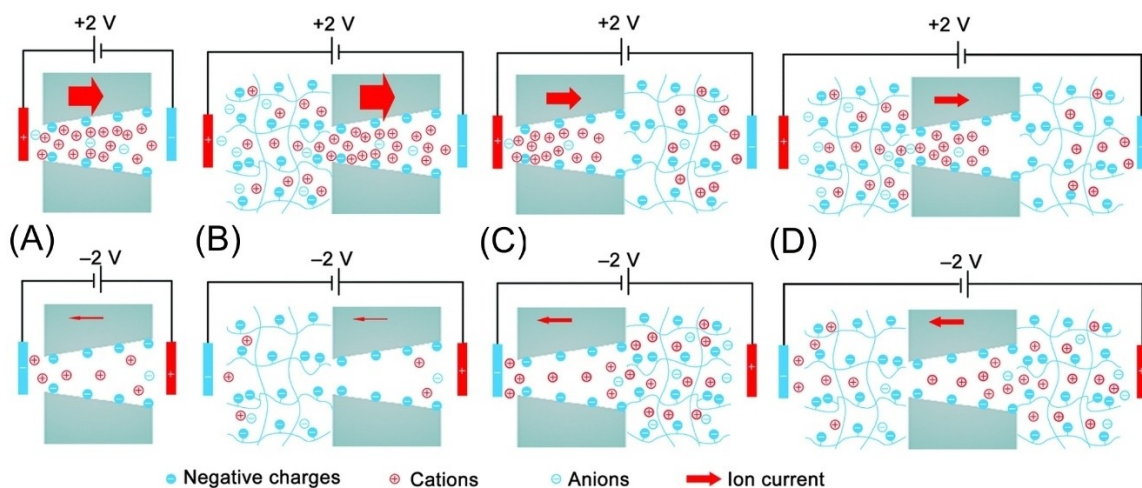 +2 V +2 V +2 V +2 V
(A) (B) (C) (D)
–2 V –2 V –2 V –2 V
Negative charges Cations Anions Ion current